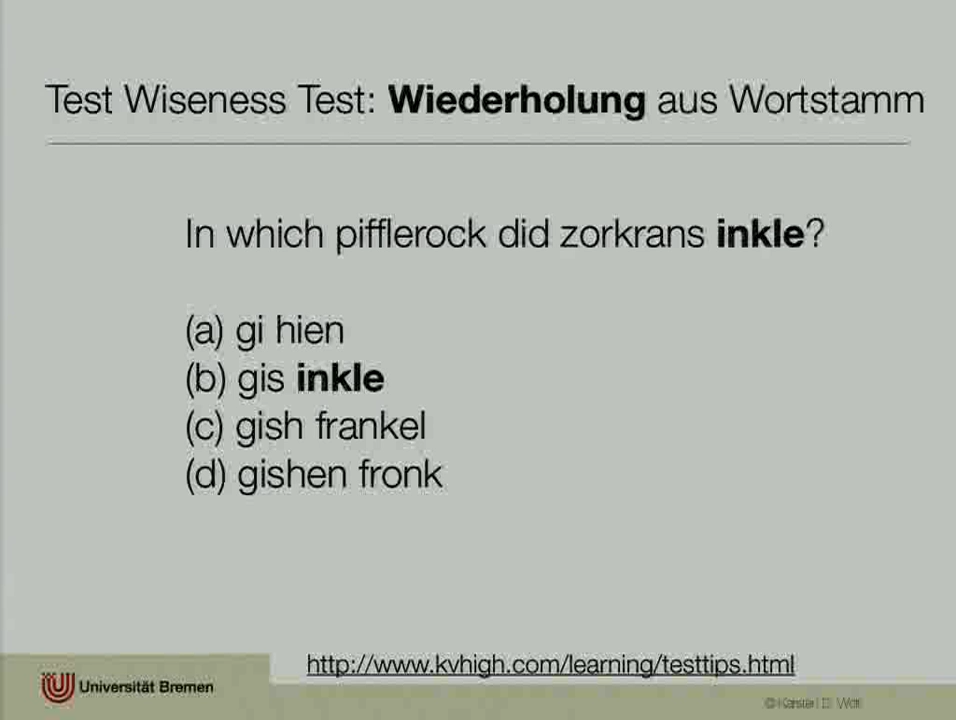 Test Wiseness Test: Wiederholung aus Wortstamm
In which pifflerock did zorkrans inkle?
(a) gi hien
(b) gis inkle
(c) gish frankel
(d) gishen fronk
http://www.kvhigh.com/learning/testtips.html
Universität Bremen